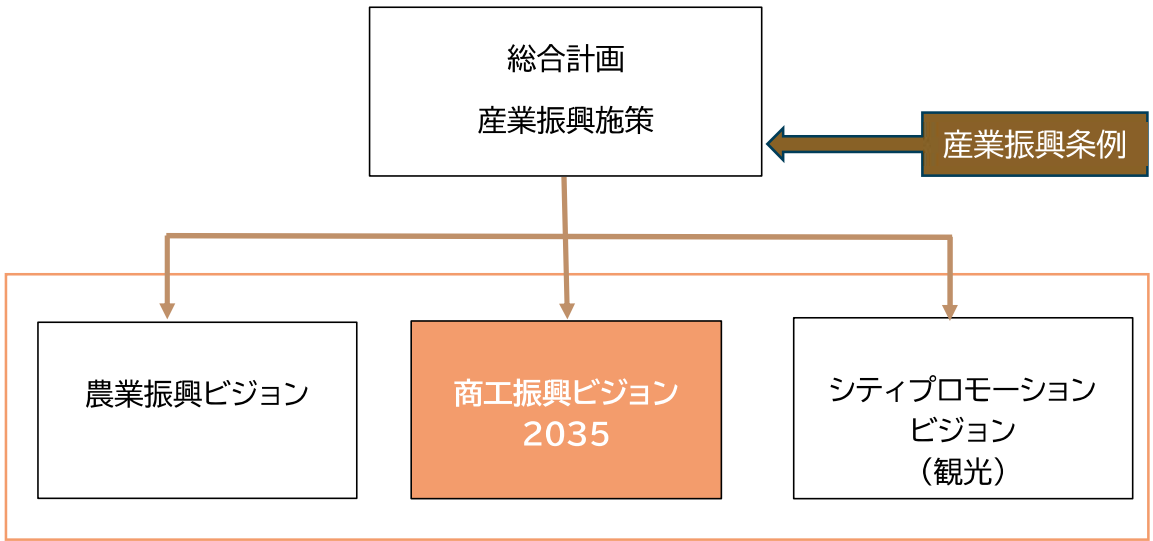 総合計画
産業振興施策
産業振興条例
農業振興ビジョン
商工振興ビジョン
2035
シティプロモーション
ビジョン
（観光）